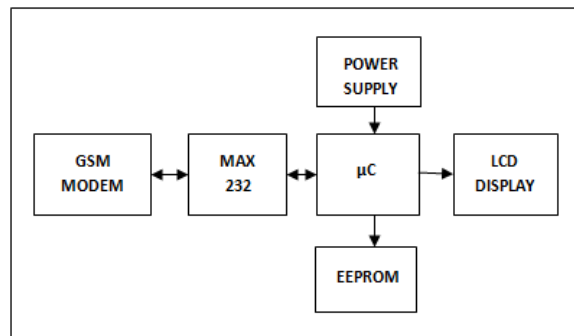 POWER
SUPPLY
GSM
MODEM
MAX
232
µC
LCD
DISPLAY
EEPROM